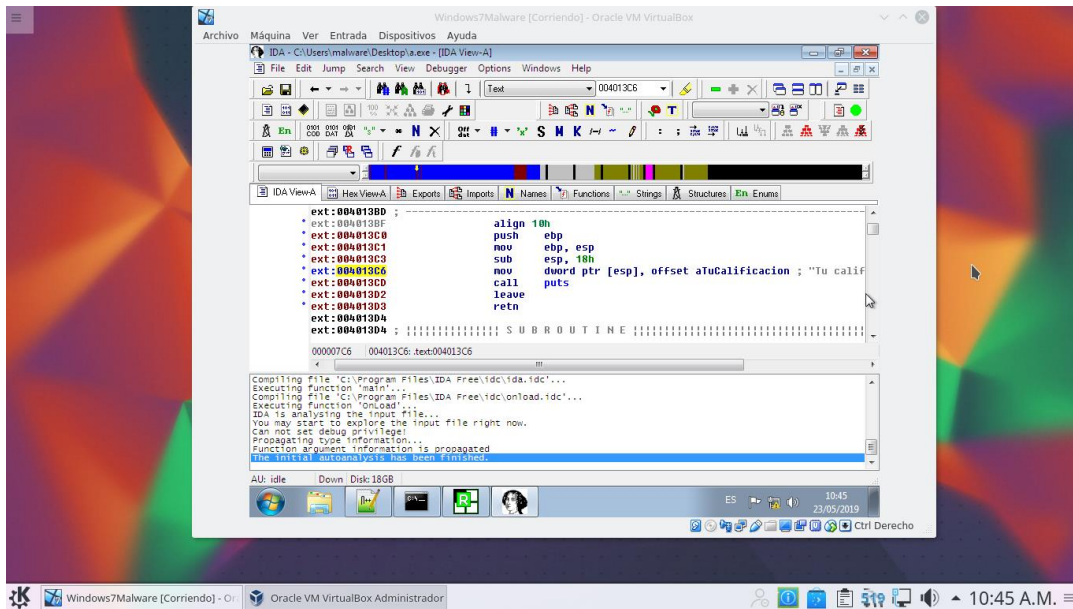 Windows7Malware [Corriendo] - Oracle VM VirtualBox
Archivo Máquina Ver Entrada Dispositivos Ayuda
IDA - C:\Users\malware\Desktop\a.exe - [IDA View-A]
File Edit Jump Search View Debugger Options Windows Help
Text 004013C6
En S M K
IDA View-A Hex View-A Exports Imports N Names Functions Strings Structures En Enums
ext:004013BD ; ----------------------------------------
ext:004013BF align 10h
ext:004013C0 push ebp
ext:004013C1 mov ebp, esp
ext:004013C3 sub esp, 18h
ext:004013C6 mov dword ptr [esp], offset aTuCalificacion ; "Tu calif
ext:004013CD call puts
ext:004013D2 leave
ext:004013D3 retn
ext:004013D4
ext:004013D4 ; ¦¦¦¦¦¦¦¦¦¦¦¦¦¦¦ S U B R O U T I N E ¦¦¦¦¦¦¦¦¦¦¦¦¦¦¦¦¦¦¦¦¦¦¦¦¦¦¦¦¦¦¦¦¦¦¦
000007C6 004013C6: .text:004013C6
Compiling file 'C:\Program Files\IDA Free\idc\ida.idc'...
Executing function 'main'...
Compiling file 'C:\Program Files\IDA Free\idc\onload.idc'...
Executing function 'OnLoad'...
IDA is analysing the input file...
You may start to explore the input file right now.
Can not set debug privilege!
Propagating type information...
Function argument information is propagated
The initial autoanalysis has been finished.
AU: idle Down Disk: 18GB
ES 10:45
23/05/2019
Ctrl Derecho
Windows7Malware [Corriendo] - Or
Oracle VM VirtualBox Administrador
10:45 A.M.